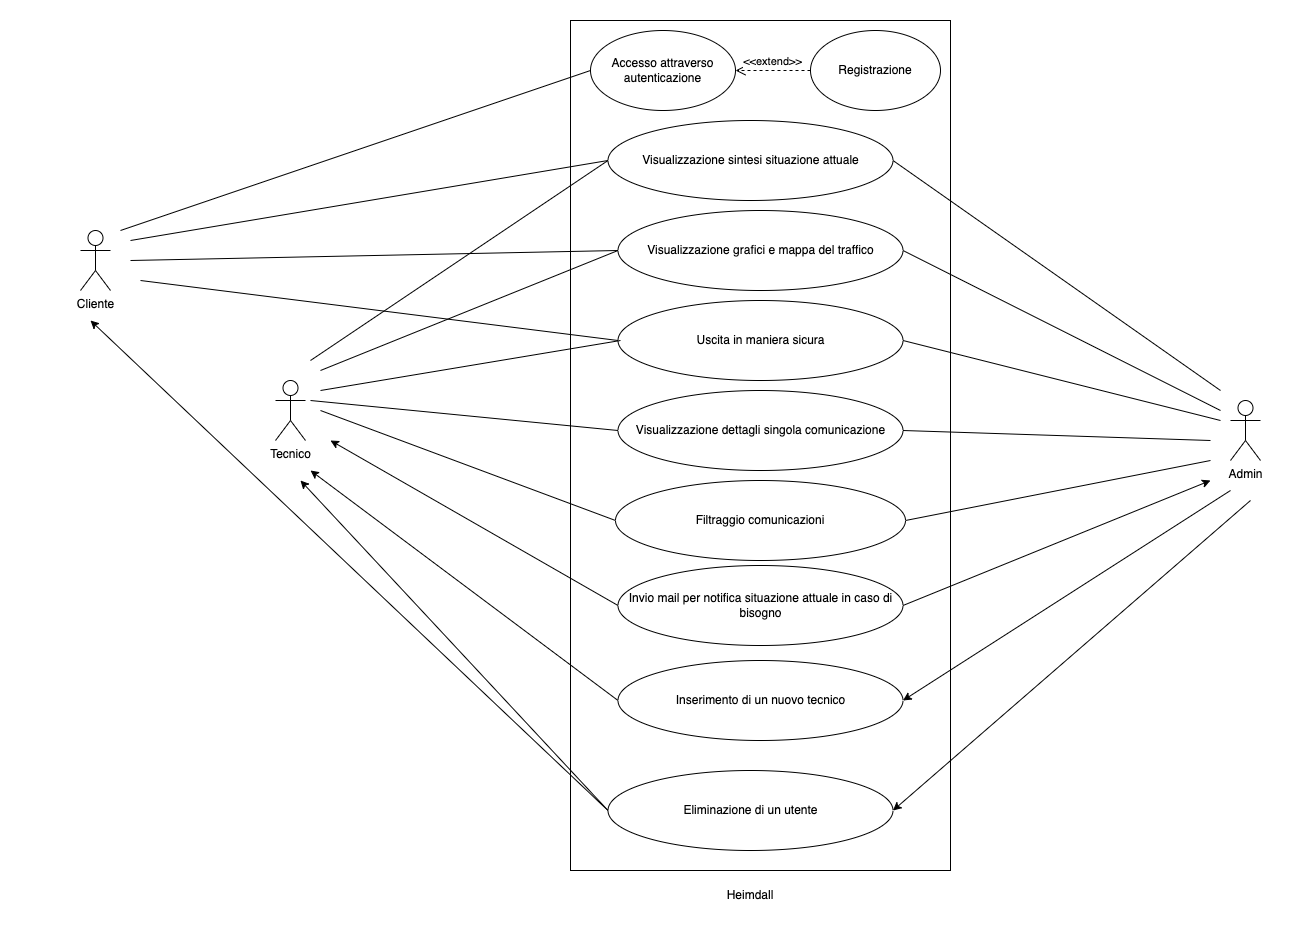 Accesso attraverso
autenticazione
<<extend>>
Registrazione
Visualizzazione sintesi situazione attuale
Visualizzazione grafici e mappa del traffico
Cliente
Uscita in maniera sicura
Visualizzazione dettagli singola comunicazione
Tecnico
Admin
Filtraggio comunicazioni
Invio mail per notifica situazione attuale in caso di
bisogno
Inserimento di un nuovo tecnico
Eliminazione di un utente
Heimdall